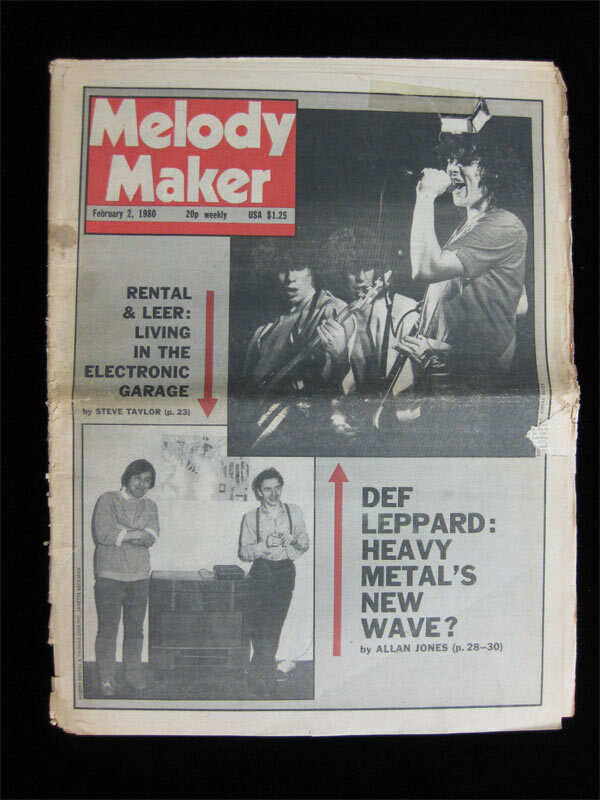 Melody
Maker
February 2, 1980 20p weekly USA $1.25
RENTAL
& LEER:
LIVING
IN THE
ELECTRONIC
GARAGE
by STEVE TAYLOR (p. 23)
DEF
LEPPARD:
HEAVY
METAL'S
NEW
WAVE?
by ALLAN JONES (p. 28–30)